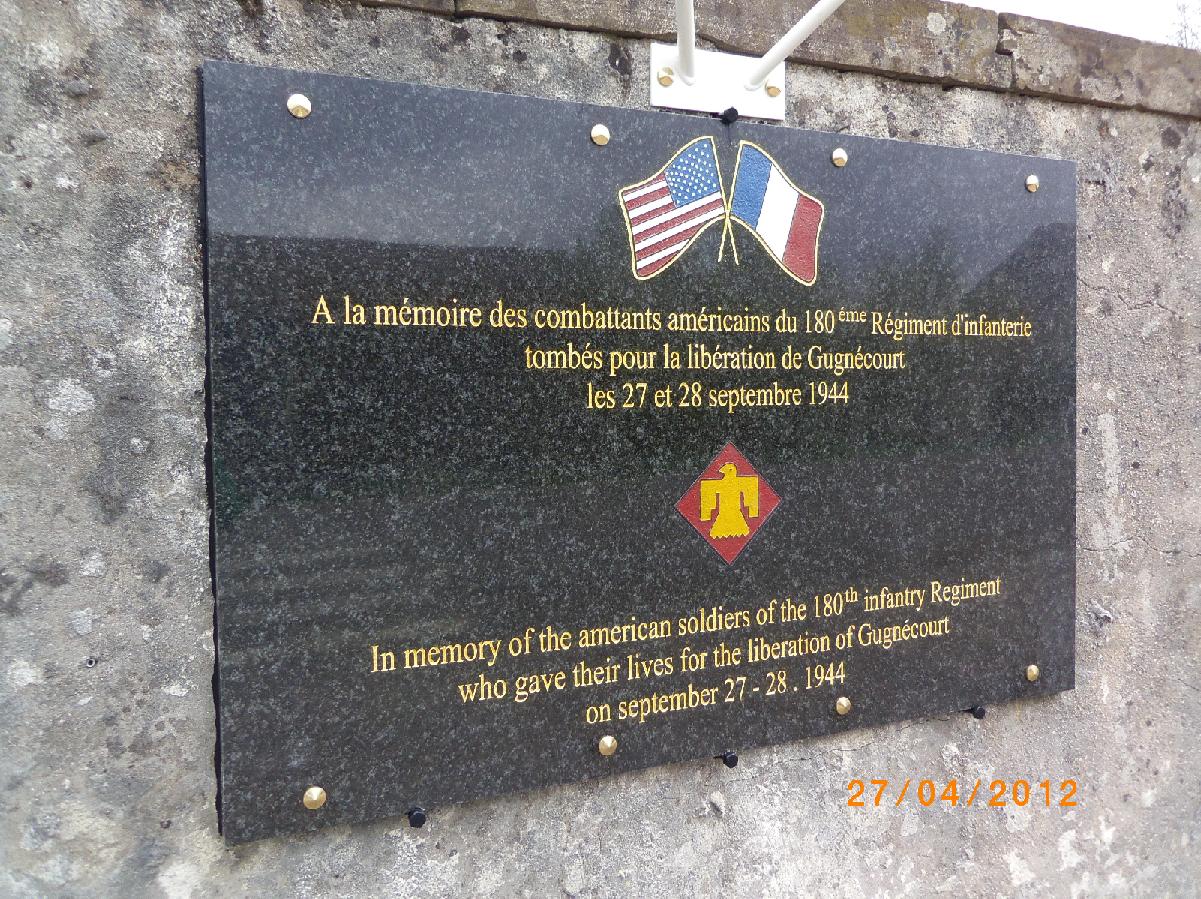 A la mémoire des combattants américains du 180éme Régiment d'infanterie
tombés pour la libération de Gugnécourt
les 27 et 28 septembre 1944
In memory of the american soldiers of the 180th infantry Regiment
who gave their lives for the liberation of Gugnécourt
on september 27 - 28 . 1944
27/04/2012